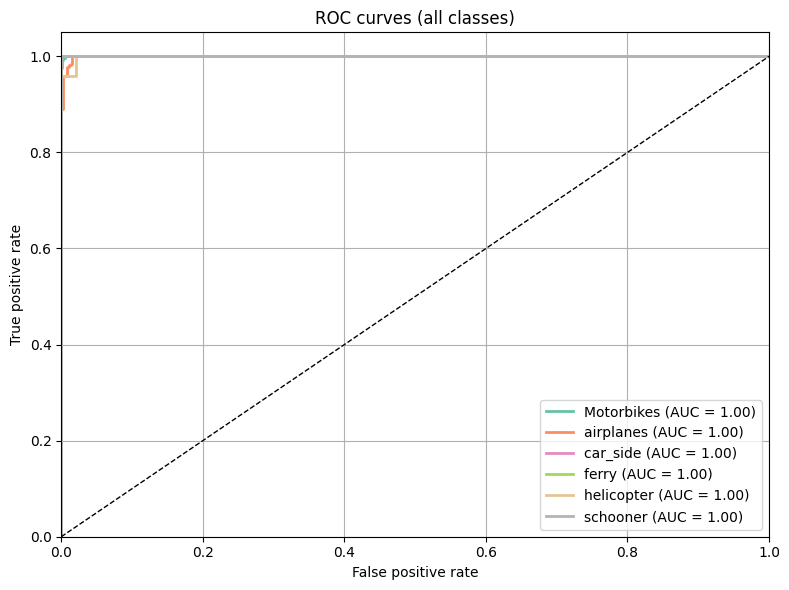 ROC curves (all classes)
True positive rate
1.0
0.8
0.6
0.4
0.2
0.0
Motorbikes (AUC = 1.00)
airplanes (AUC = 1.00)
car_side (AUC = 1.00)
ferry (AUC = 1.00)
helicopter (AUC = 1.00)
schooner (AUC = 1.00)
0.0 0.2 0.4 0.6 0.8 1.0
False positive rate